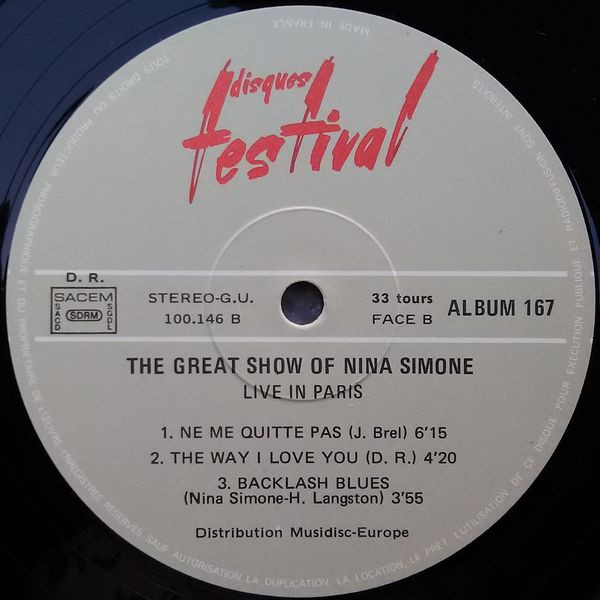 MADE IN FRANCE
TOUS DROITS DU PRODUCTEUR PHONOGRAPHIQUE ET DU PROPRIETAIRE DE L'ŒUVRE ENREGISTREE RESERVES SAUF AUTORISATION LA DUPLICATION, LA LOCATION, LE PRET, L'UTILISATION DE CE DISQUE POUR EXECUTION PUBLIQUE ET RADIODIFFUSION SONT INTERDITS
disques
festival
D. R.
SACEM
SACD
SDRM
SGDL
STEREO-G.U.
100.146 B
33 tours
FACE B
ALBUM 167
THE GREAT SHOW OF NINA SIMONE
LIVE IN PARIS
1. NE ME QUITTE PAS (J. Brel) 6'15
2. THE WAY I LOVE YOU (D. R.) 4'20
3. BACKLASH BLUES
(Nina Simone-H. Langston) 3'55
Distribution Musidisc-Europe